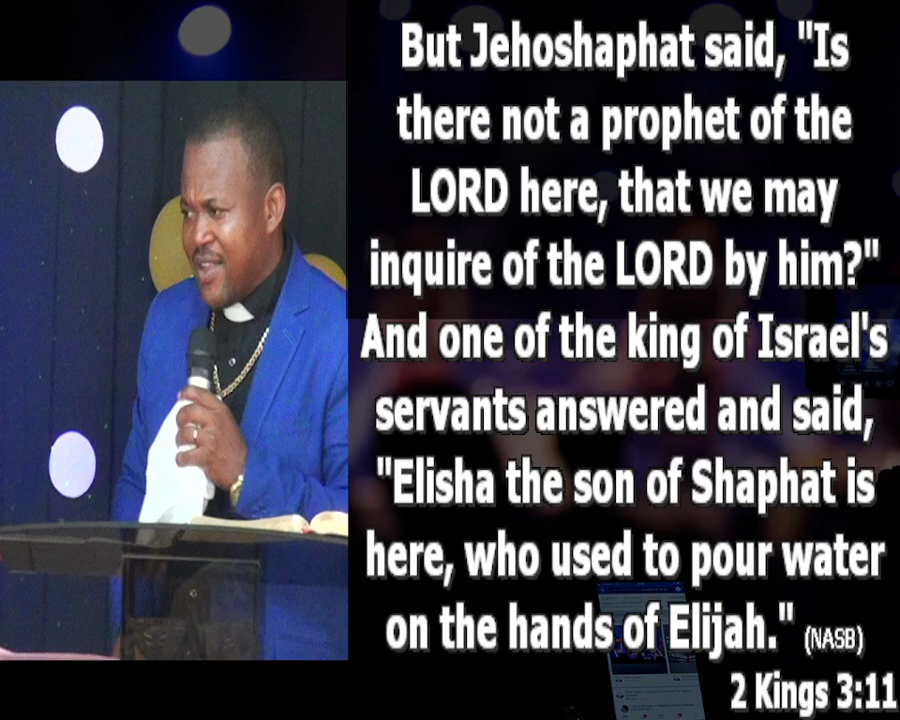 But Jehoshaphat said, "Is
there not a prophet of the
LORD here, that we may
inquire of the LORD by him?"
And one of the king of Israel's
servants answered and said,
"Elisha the son of Shaphat is
here, who used to pour water
on the hands of Elijah." (NASB)
2 Kings 3:11